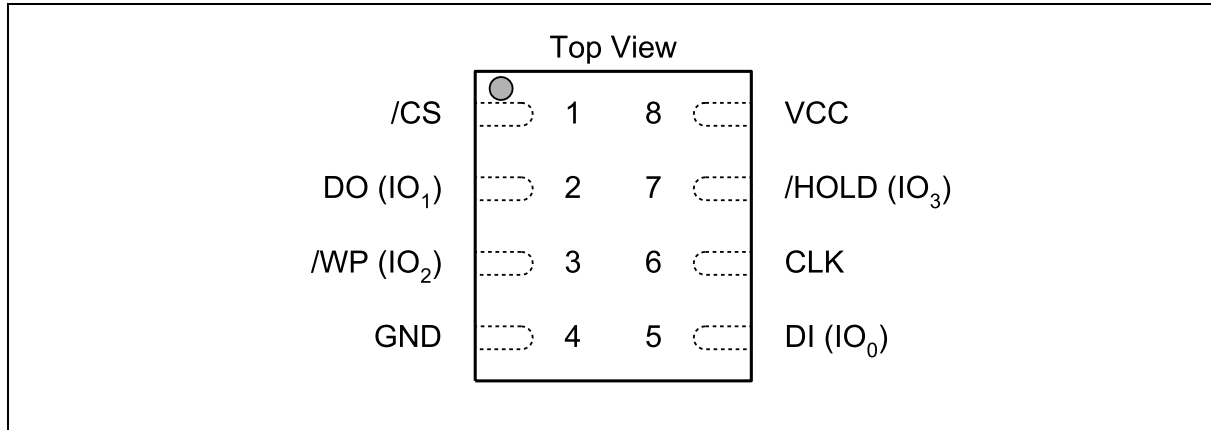 Top View
/CS 1 8 VCC
DO (IO₁) 2 7 /HOLD (IO₃)
/WP (IO₂) 3 6 CLK
GND 4 5 DI (IO₀)